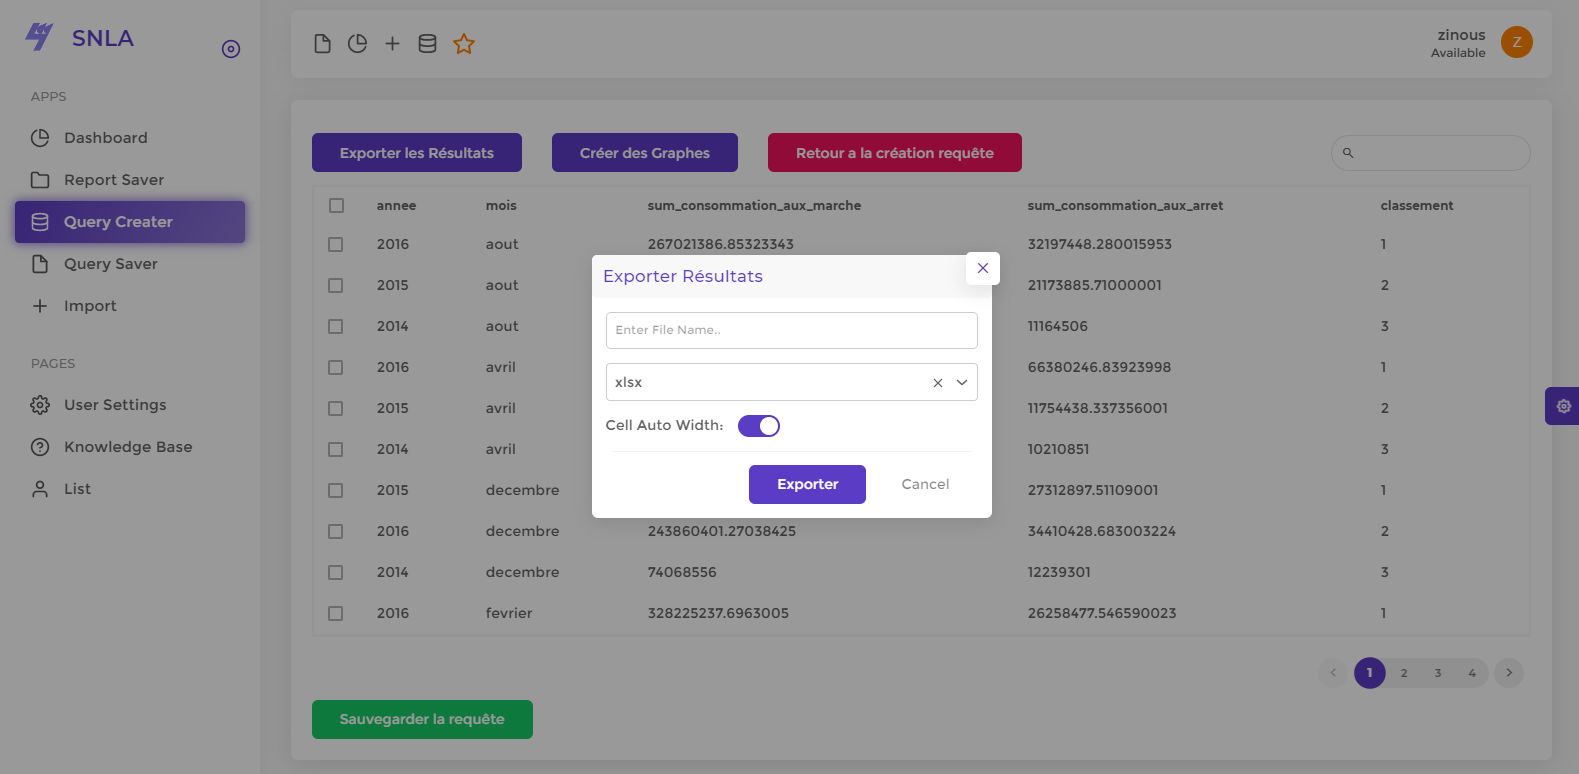 SNLA
zinous
Available
Z
APPS
Dashboard
Report Saver
Query Creater
Query Saver
Import
PAGES
User Settings
Knowledge Base
List
Exporter les Résultats
Créer des Graphes
Retour a la création requête
annee mois sum_consommation_aux_marche sum_consommation_aux_arret classement
2016 aout 267021386.85323343 32197448.280015953 1
2015 aout 21173885.71000001 2
2014 aout 11164506 3
2016 avril 66380246.83923998 1
2015 avril 11754438.337356001 2
2014 avril 10210851 3
2015 decembre 27312897.51109001 1
2016 decembre 243860401.27038425 34410428.683003224 2
2014 decembre 74068556 12239301 3
2016 fevrier 328225237.6963005 26258477.546590023 1
Exporter Résultats
Enter File Name..
xlsx
Cell Auto Width:
Exporter
Cancel
1 2 3 4
Sauvegarder la requête